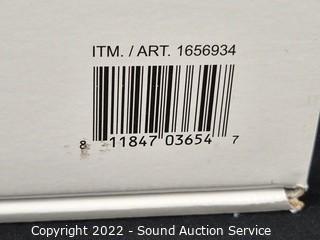 ITM. / ART. 1656934
8 11847 03654 7
Copyright 2022 - Sound Auction Service